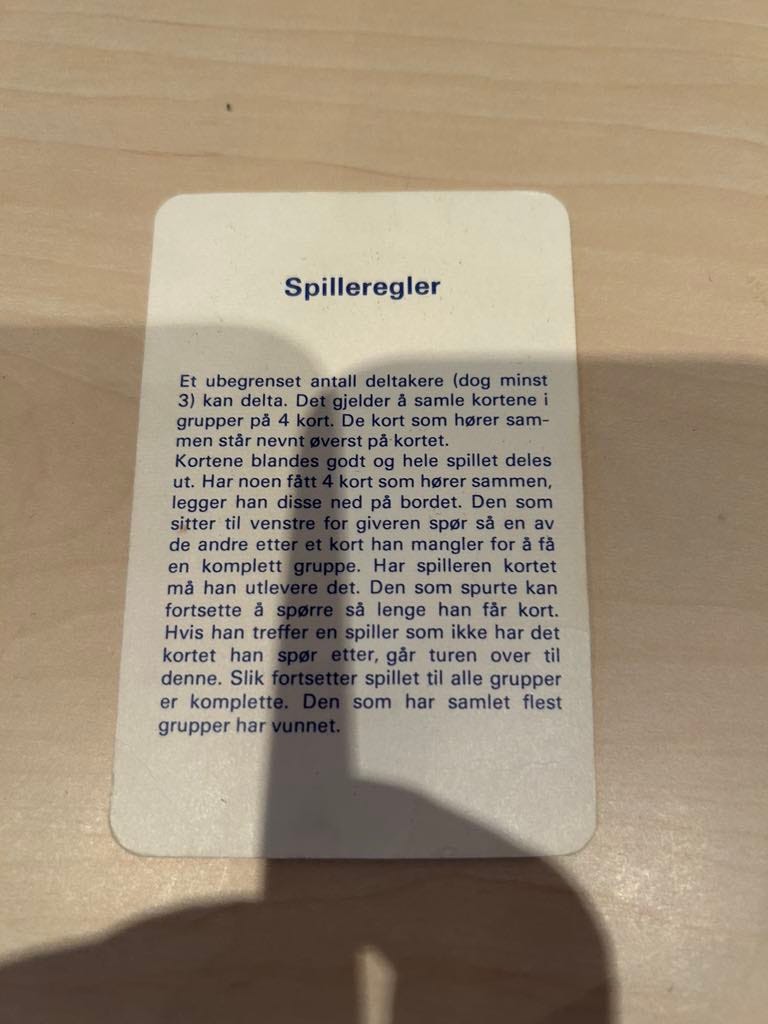 Spilleregler
Et ubegrenset antall deltakere (dog minst
3) kan delta. Det gjelder å samle kortene i
grupper på 4 kort. De kort som hører sam-
men står nevnt øverst på kortet.
Kortene blandes godt og hele spillet deles
ut. Har noen fått 4 kort som hører sammen,
legger han disse ned på bordet. Den som
sitter til venstre for giveren spør så en av
de andre etter et kort han mangler for å få
en komplett gruppe. Har spilleren kortet
må han utlevere det. Den som spurte kan
fortsette å spørre så lenge han får kort.
Hvis han treffer en spiller som ikke har det
kortet han spør etter, går turen over til
denne. Slik fortsetter spillet til alle grupper
er komplette. Den som har samlet flest
grupper har vunnet.